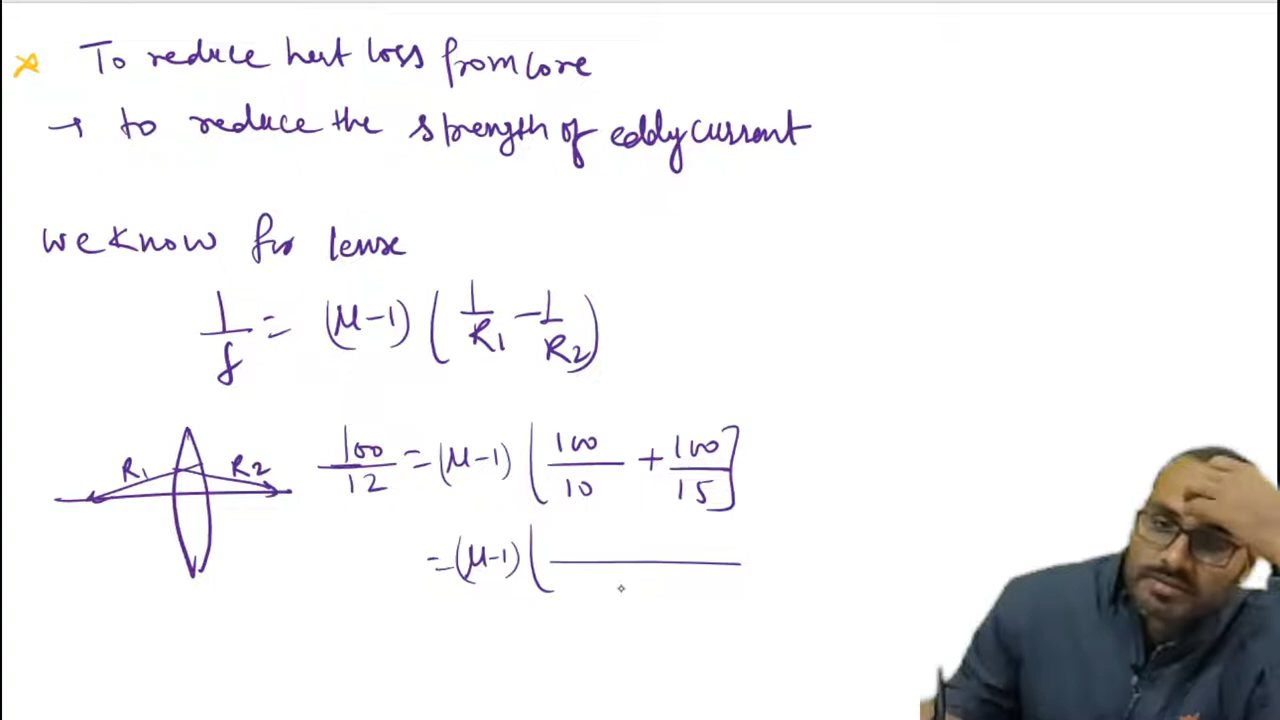 To reduce heat loss from core
→ to reduce the strength of eddy current
we know for lense
1/f = (μ-1) (1/R1 - 1/R2)
R1 R2
100/12 = (μ-1) [100/10 + 100/15]
= (μ-1) (